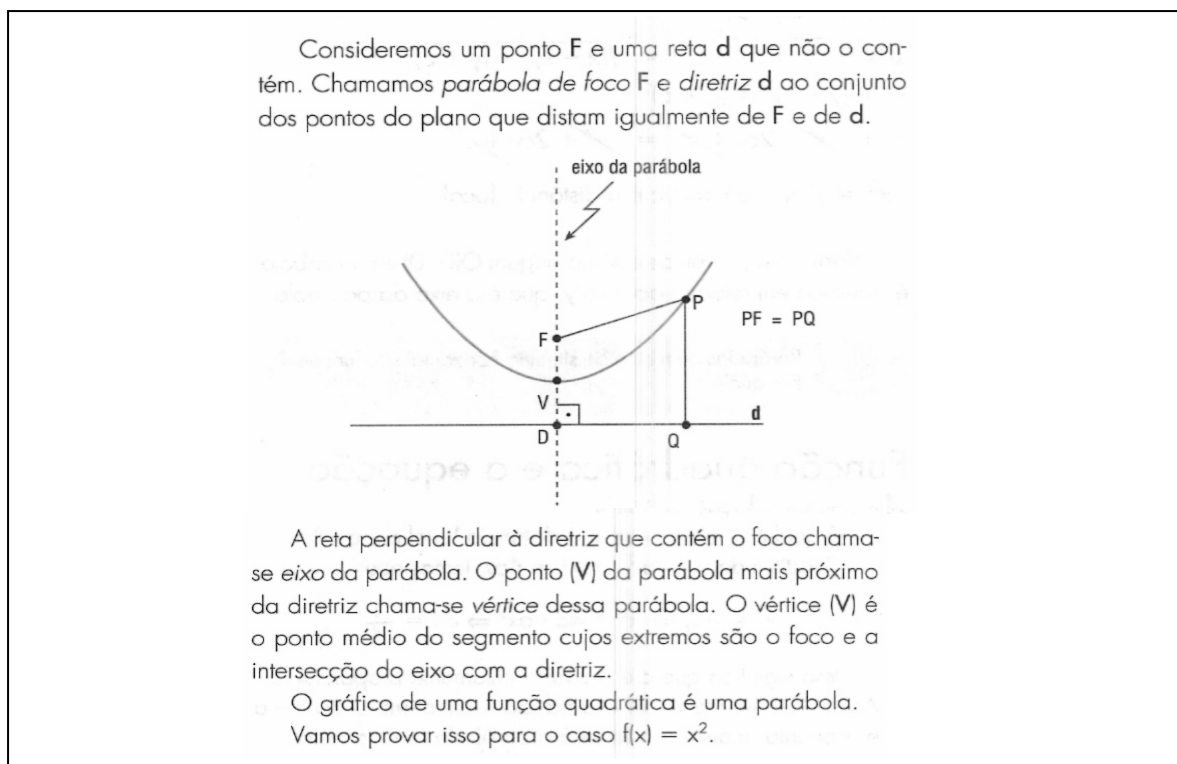 Consideremos um ponto F e uma reta d que não o con-
tém. Chamamos parábola de foco F e diretriz d ao conjunto
dos pontos do plano que distam igualmente de F e de d.
eixo da parábola
P
PF = PQ
F
V
d
D
Q
A reta perpendicular à diretriz que contém o foco chama-
se eixo da parábola. O ponto (V) da parábola mais próximo
da diretriz chama-se vértice dessa parábola. O vértice (V) é
o ponto médio do segmento cujos extremos são o foco e a
intersecção do eixo com a diretriz.
O gráfico de uma função quadrática é uma parábola.
Vamos provar isso para o caso f(x) = x².